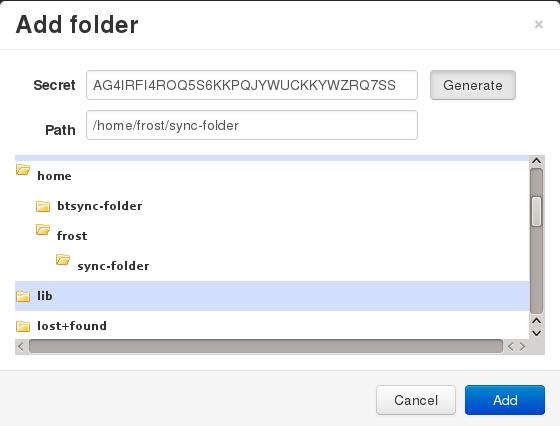 Add folder ×
Secret AG4IRFI4ROQ5S6KKPQJYWUCKKYWZRQ7SS Generate
Path /home/frost/sync-folder
home
btsync-folder
frost
sync-folder
lib
lost+found
Cancel Add